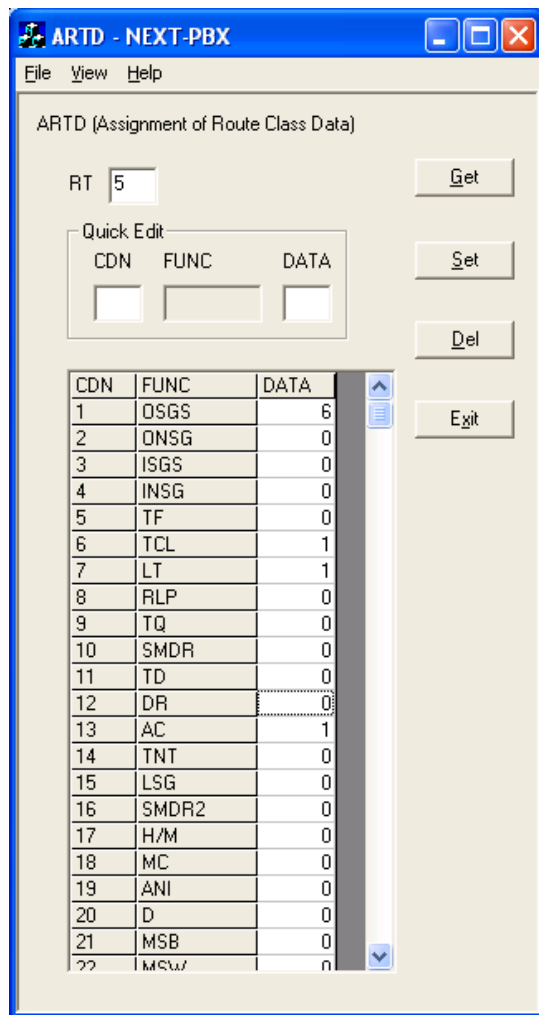 ARTD - NEXT-PBX
File View Help
ARTD (Assignment of Route Class Data)
RT 5
Get
Quick Edit
CDN FUNC DATA
Set
Del
Exit
CDN FUNC DATA
1 OSGS 6
2 ONSG 0
3 ISGS 0
4 INSG 0
5 TF 0
6 TCL 1
7 LT 1
8 RLP 0
9 TQ 0
10 SMDR 0
11 TD 0
12 DR 0
13 AC 1
14 TNT 0
15 LSG 0
16 SMDR2 0
17 H/M 0
18 MC 0
19 ANI 0
20 D 0
21 MSB 0
22 MSW 0